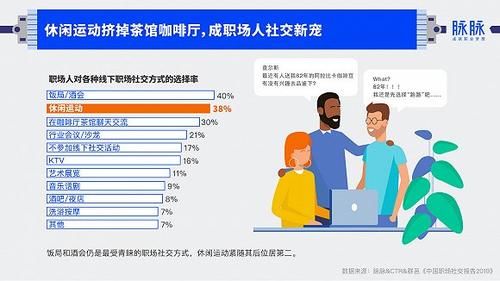 休闲运动挤掉茶馆咖啡厅，成职场人社交新宠
脉脉
成就职业梦想
职场人对各种线下职场社交方式的选择率
饭局/酒会 40%
休闲运动 38%
在咖啡厅茶馆聊天交流 30%
行业会议/沙龙 21%
不参加线下社交活动 17%
KTV 16%
艺术展览 11%
音乐话剧 9%
酒吧/夜店 8%
洗浴按摩 7%
其他 7%
查尔斯
最近有人送我82年的阿拉比卡咖啡豆
有没有兴趣去品鉴下？
What?
82年！！！
我还是先选择“跑跑”吧……
饭局和酒会仍是最受青睐的职场社交方式，休闲运动紧随其后位居第二。
数据来源：脉脉&CTR&群邑《中国职场社交报告2019》